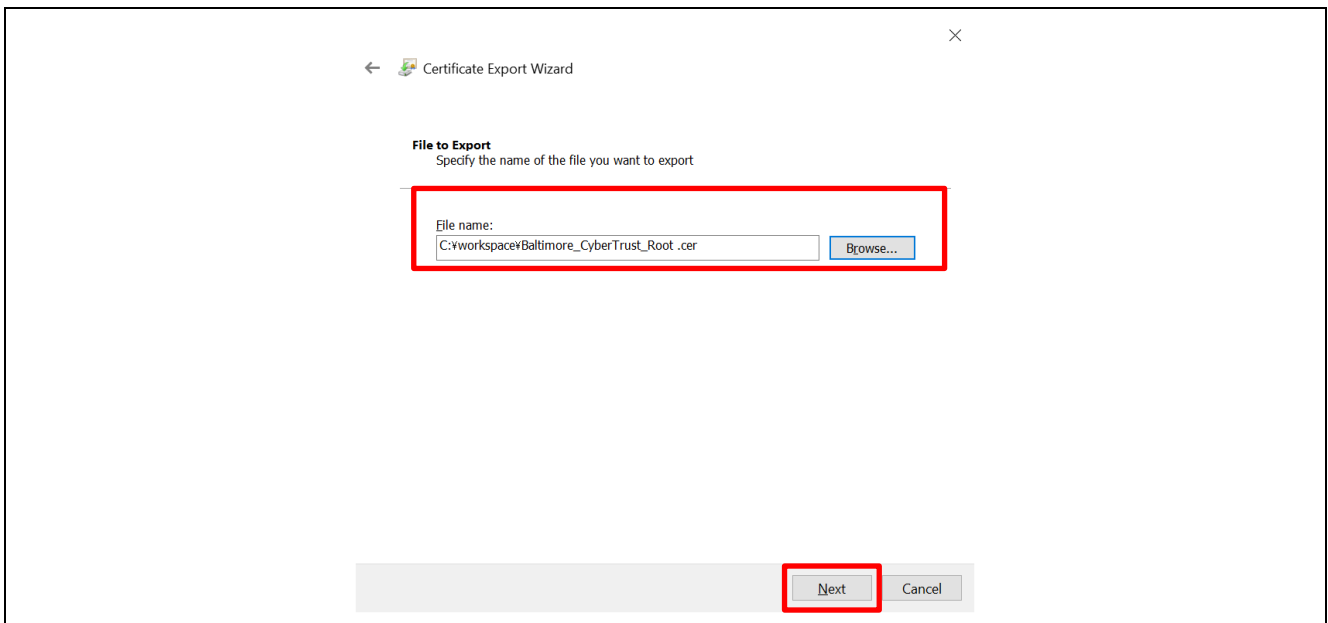 Certificate Export Wizard
File to Export
Specify the name of the file you want to export
File name:
C:¥workspace¥Baltimore_CyberTrust_Root .cer
Browse...
Next Cancel